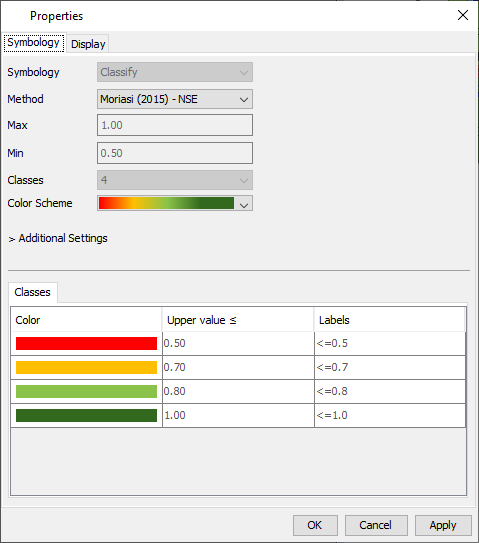 Properties
Symbology Display
Symbology Classify
Method Moriasi (2015) - NSE
Max 1.00
Min 0.50
Classes 4
Color Scheme
> Additional Settings
Classes
Color Upper value ≤ Labels
0.50 <=0.5
0.70 <=0.7
0.80 <=0.8
1.00 <=1.0
OK Cancel Apply